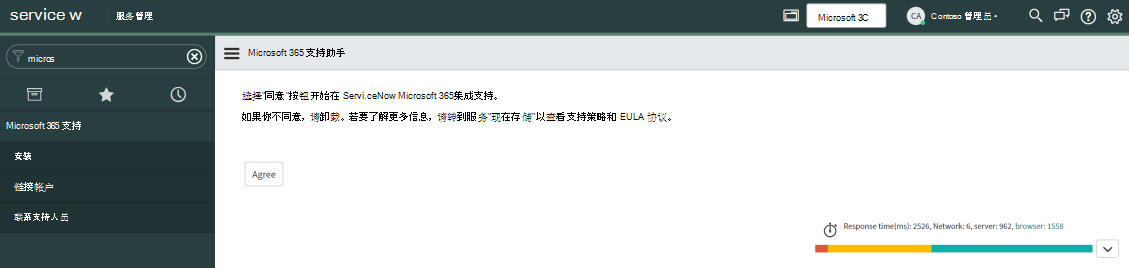 service w 服务管理 Microsoft 3C CA Contoso 管理员
micros
Microsoft 365 支持助手
选择“同意”按钮开始在 Servi.ceNow Microsoft 365集成支持。
如果你不同意，请卸载。若要了解更多信息，请转到服务“现在存储”以查看支持策略和 EULA 协议。
Microsoft 365 支持
安装
链接帐户
联系支持人员
Agree
Response time(ms): 2526, Network: 6, server: 962, browser: 1558